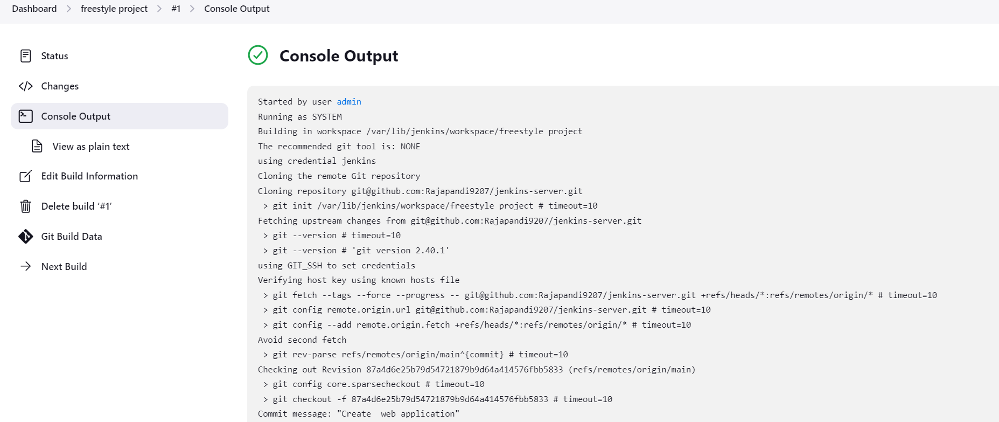 Dashboard > freestyle project > #1 > Console Output
Status
Changes
Console Output
View as plain text
Edit Build Information
Delete build ‘#1’
Git Build Data
Next Build
Console Output
Started by user admin
Running as SYSTEM
Building in workspace /var/lib/jenkins/workspace/freestyle project
The recommended git tool is: NONE
using credential jenkins
Cloning the remote Git repository
Cloning repository git@github.com:Rajapandi9207/jenkins-server.git
 > git init /var/lib/jenkins/workspace/freestyle project # timeout=10
Fetching upstream changes from git@github.com:Rajapandi9207/jenkins-server.git
 > git --version # timeout=10
 > git --version # 'git version 2.40.1'
using GIT_SSH to set credentials
Verifying host key using known hosts file
 > git fetch --tags --force --progress -- git@github.com:Rajapandi9207/jenkins-server.git +refs/heads/*:refs/remotes/origin/* # timeout=10
 > git config remote.origin.url git@github.com:Rajapandi9207/jenkins-server.git # timeout=10
 > git config --add remote.origin.fetch +refs/heads/*:refs/remotes/origin/* # timeout=10
Avoid second fetch
 > git rev-parse refs/remotes/origin/main^{commit} # timeout=10
Checking out Revision 87a4d6e25b79d54721879b9d64a414576fbb5833 (refs/remotes/origin/main)
 > git config core.sparsecheckout # timeout=10
 > git checkout -f 87a4d6e25b79d54721879b9d64a414576fbb5833 # timeout=10
Commit message: "Create  web application"